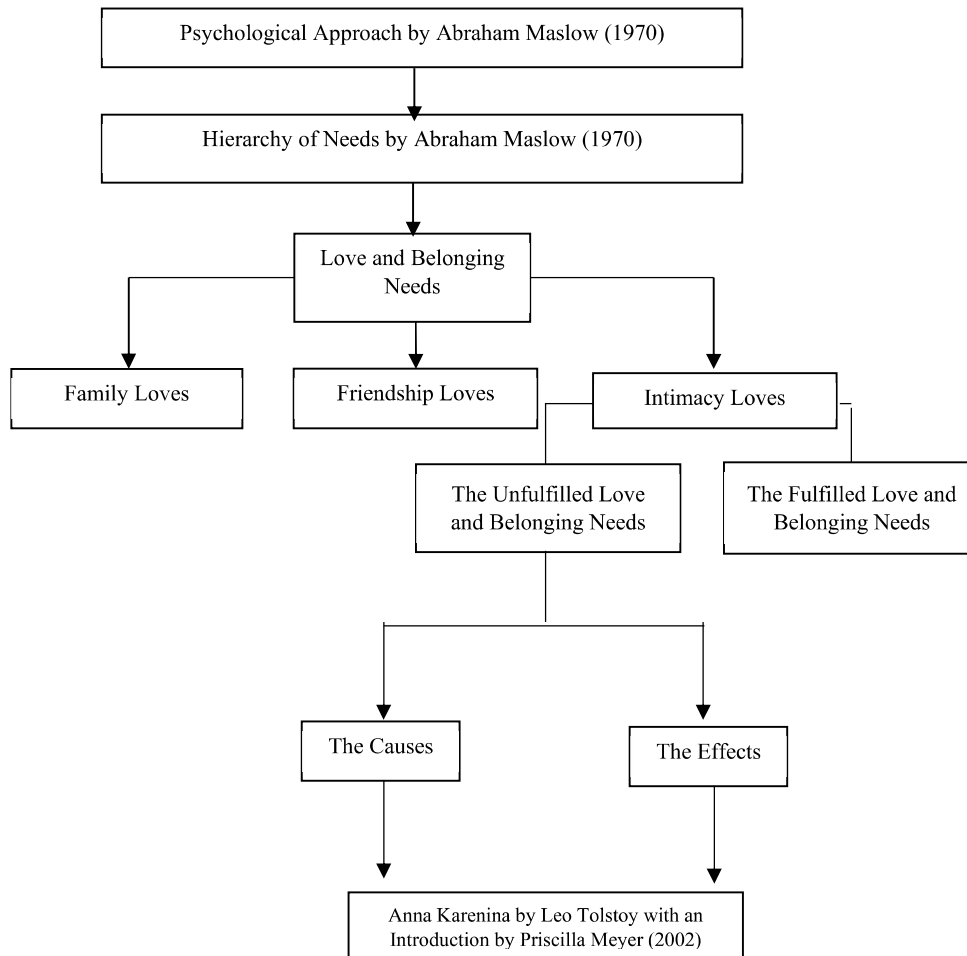 Psychological Approach by Abraham Maslow (1970)
Hierarchy of Needs by Abraham Maslow (1970)
Love and Belonging
Needs
Family Loves
Friendship Loves
Intimacy Loves
The Unfulfilled Love
and Belonging Needs
The Fulfilled Love and
Belonging Needs
The Causes
The Effects
Anna Karenina by Leo Tolstoy with an
Introduction by Priscilla Meyer (2002)